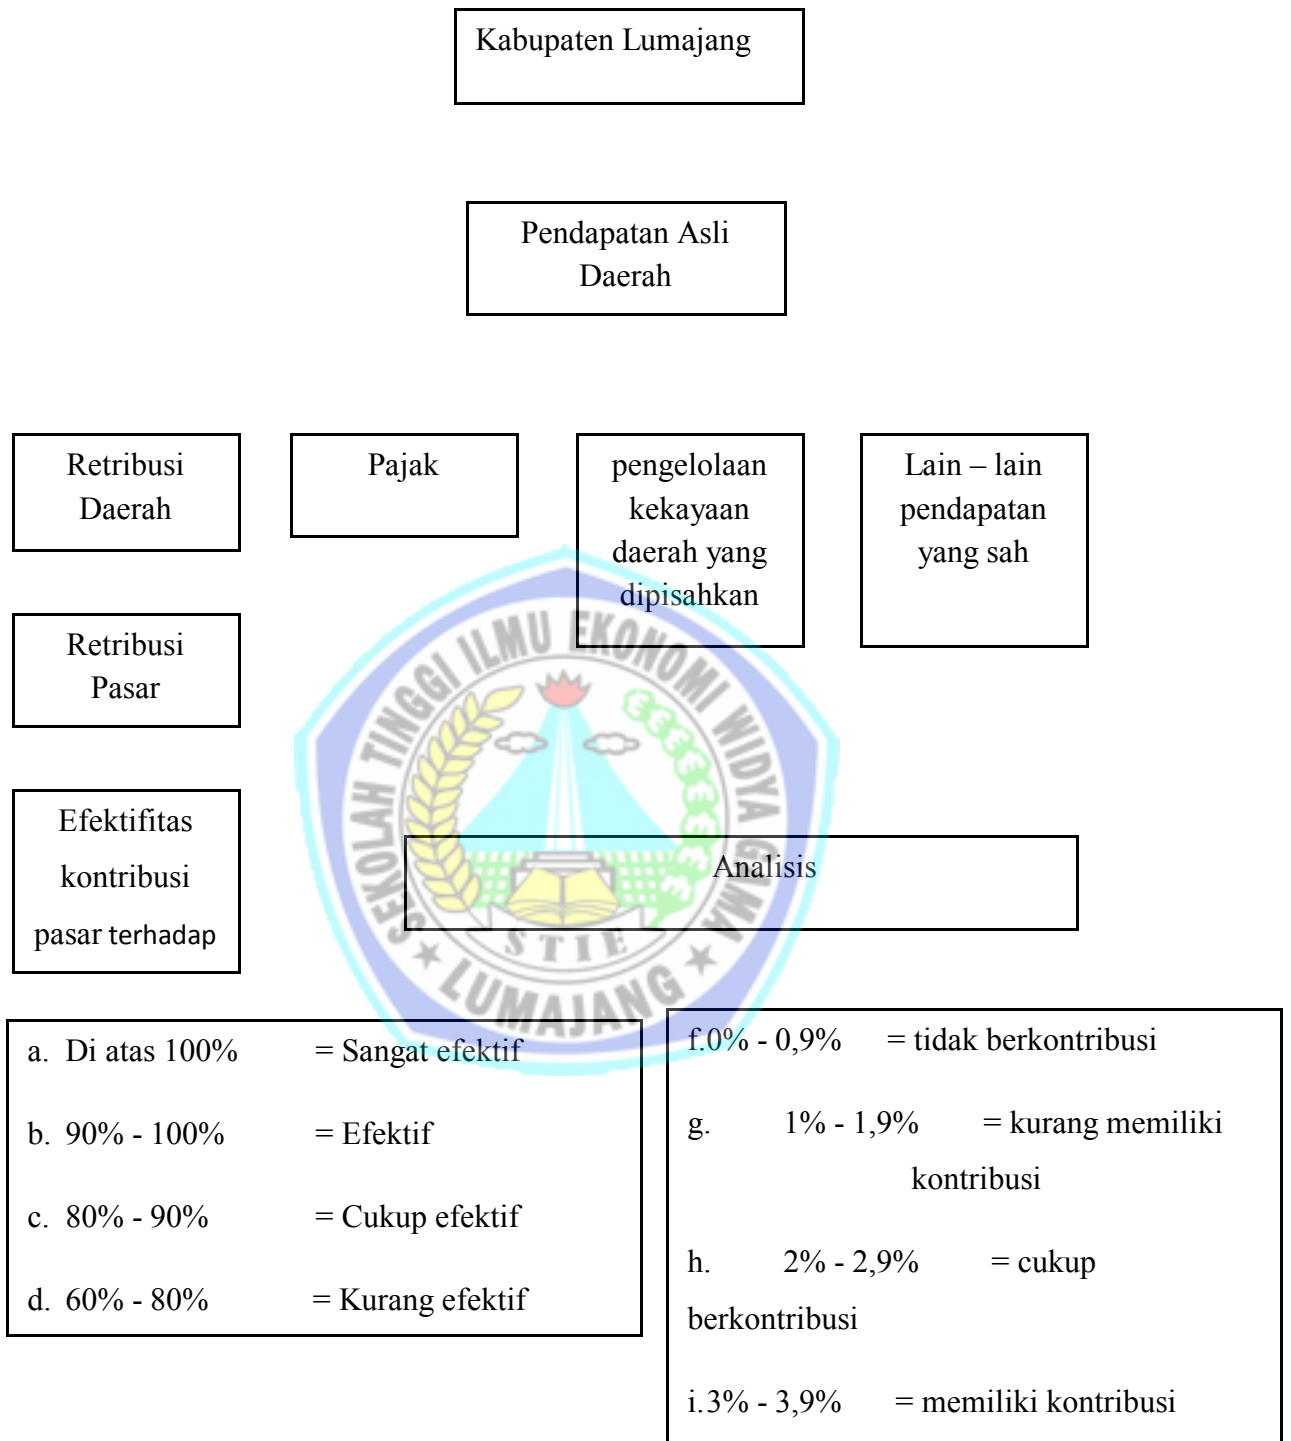 Kabupaten Lumajang
Pendapatan Asli
Daerah
Retribusi
Daerah
Pajak
pengelolaan
kekayaan
daerah yang
dipisahkan
Lain – lain
pendapatan
yang sah
Retribusi
Pasar
Efektifitas
kontribusi
pasar terhadap
Analisis
SEKOLAH TINGGI ILMU EKONOMI WIDYA GAMA
STIE
LUMAJANG
a. Di atas 100% = Sangat efektif
b. 90% - 100% = Efektif
c. 80% - 90% = Cukup efektif
d. 60% - 80% = Kurang efektif
f.0% - 0,9% = tidak berkontribusi
g. 1% - 1,9% = kurang memiliki
kontribusi
h. 2% - 2,9% = cukup
berkontribusi
i.3% - 3,9% = memiliki kontribusi